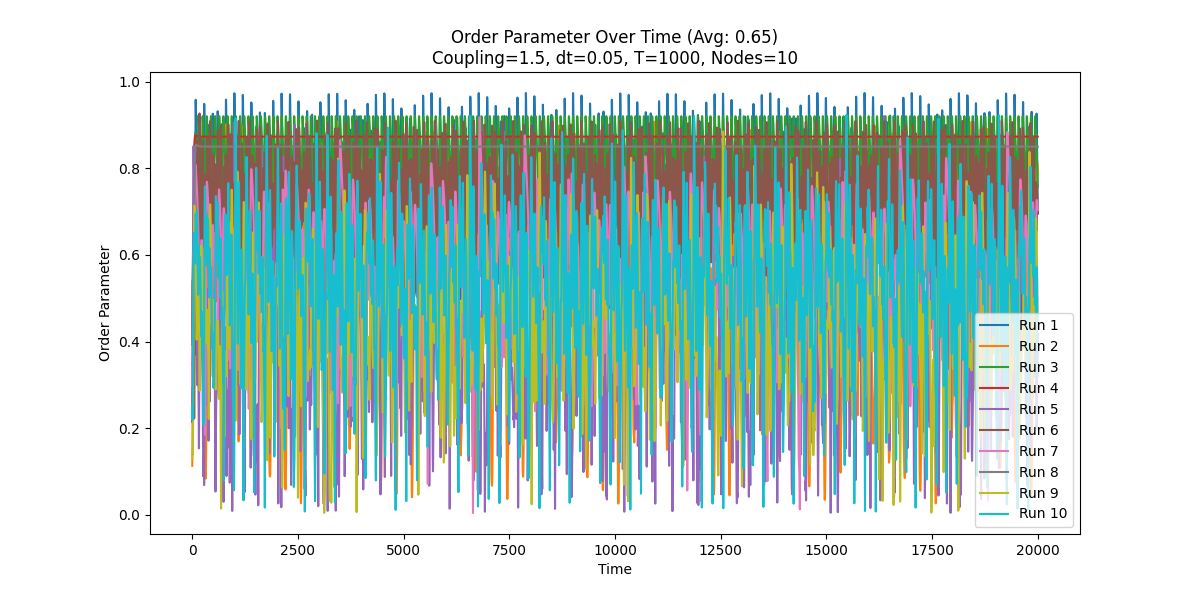 Order Parameter Over Time (Avg: 0.65)
Coupling=1.5, dt=0.05, T=1000, Nodes=10
Order Parameter
1.0
0.8
0.6
0.4
0.2
0.0
Run 1
Run 2
Run 3
Run 4
Run 5
Run 6
Run 7
Run 8
Run 9
Run 10
0 2500 5000 7500 10000 12500 15000 17500 20000
Time